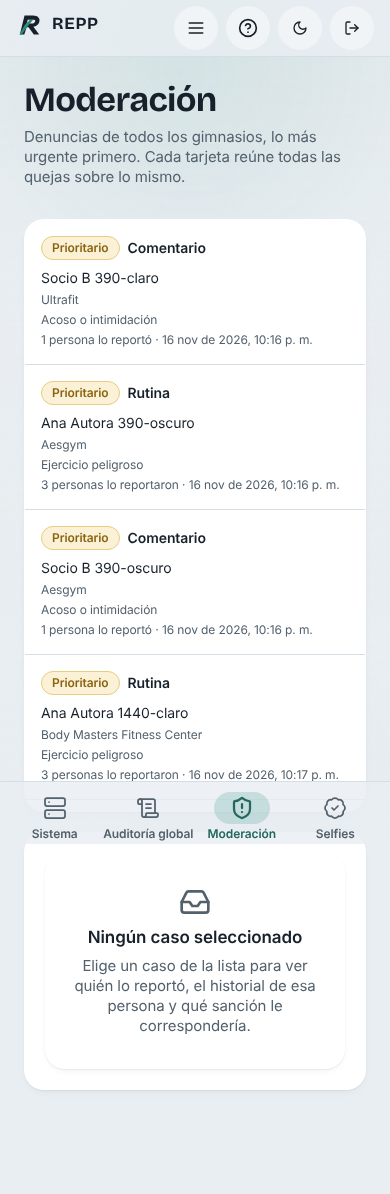 REPP
Moderación
Denuncias de todos los gimnasios, lo más
urgente primero. Cada tarjeta reúne todas las
quejas sobre lo mismo.
Prioritario Comentario
Socio B 390-claro
Ultrafit
Acoso o intimidación
1 persona lo reportó · 16 nov de 2026, 10:16 p. m.
Prioritario Rutina
Ana Autora 390-oscuro
Aesgym
Ejercicio peligroso
3 personas lo reportaron · 16 nov de 2026, 10:16 p. m.
Prioritario Comentario
Socio B 390-oscuro
Aesgym
Acoso o intimidación
1 persona lo reportó · 16 nov de 2026, 10:16 p. m.
Prioritario Rutina
Ana Autora 1440-claro
Body Masters Fitness Center
Ejercicio peligroso
3 personas lo reportaron · 16 nov de 2026, 10:17 p. m.
Sistema Auditoría global Moderación Selfies
Ningún caso seleccionado
Elige un caso de la lista para ver
quién lo reportó, el historial de esa
persona y qué sanción le
correspondería.